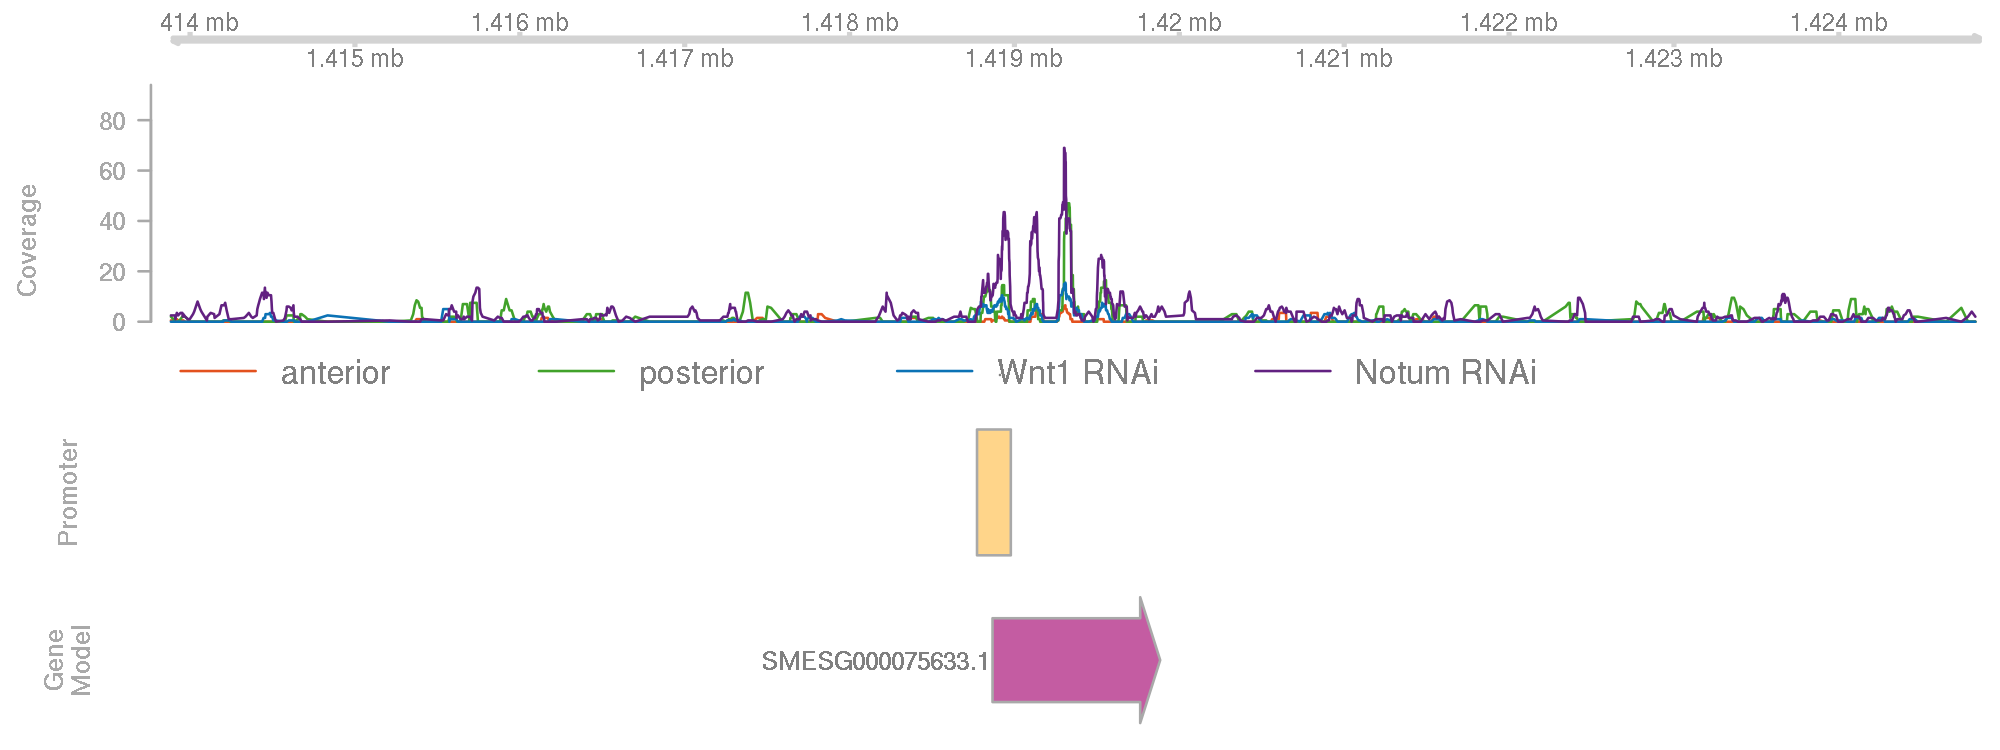 414 mb 1.416 mb 1.418 mb 1.42 mb 1.422 mb 1.424 mb
1.415 mb 1.417 mb 1.419 mb 1.421 mb 1.423 mb
Coverage
80
60
40
20
0
anterior posterior Wnt1 RNAi Notum RNAi
Promoter
Gene
Model
SMESG000075633.1